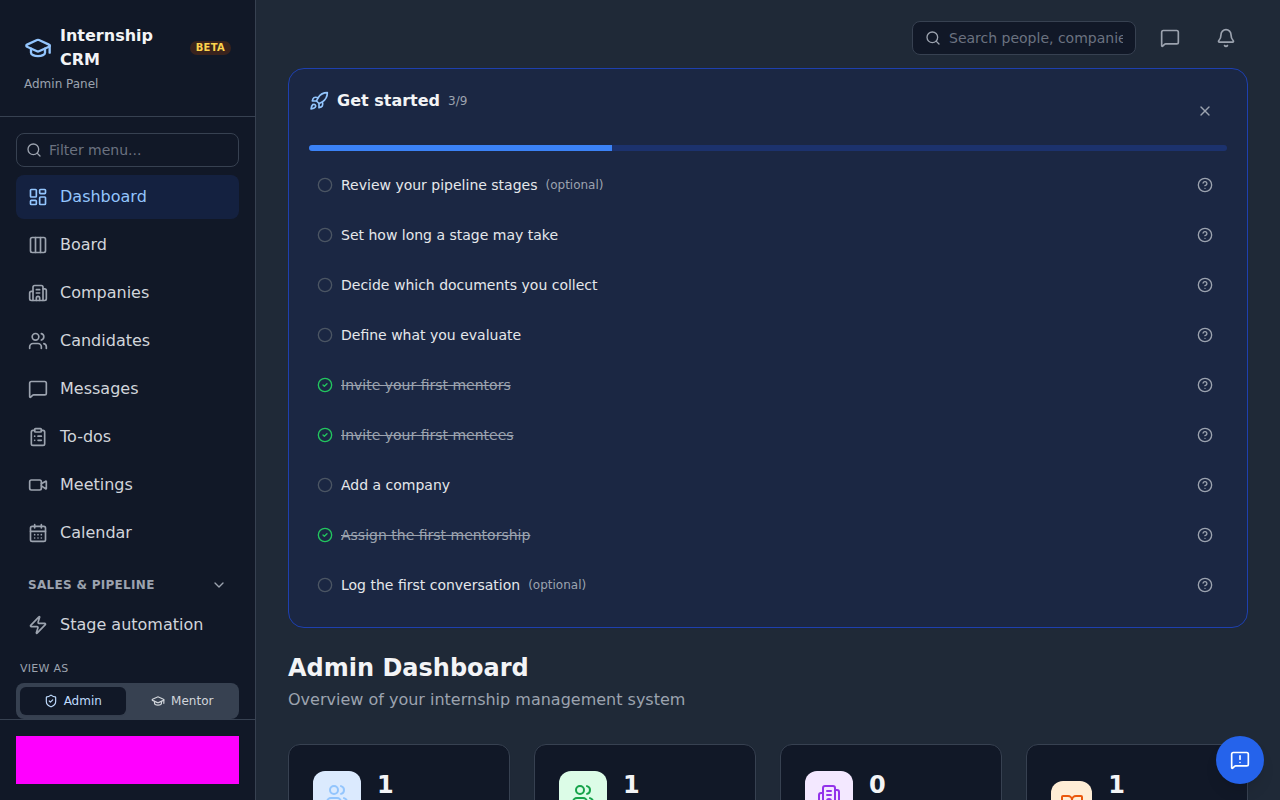 Internship
CRM
BETA
Admin Panel
Filter menu...
Dashboard
Board
Companies
Candidates
Messages
To-dos
Meetings
Calendar
SALES & PIPELINE
Stage automation
VIEW AS
Admin
Mentor
Search people, companie
Get started 3/9
Review your pipeline stages (optional)
Set how long a stage may take
Decide which documents you collect
Define what you evaluate
Invite your first mentors
Invite your first mentees
Add a company
Assign the first mentorship
Log the first conversation (optional)
Admin Dashboard
Overview of your internship management system
1
1
0
1